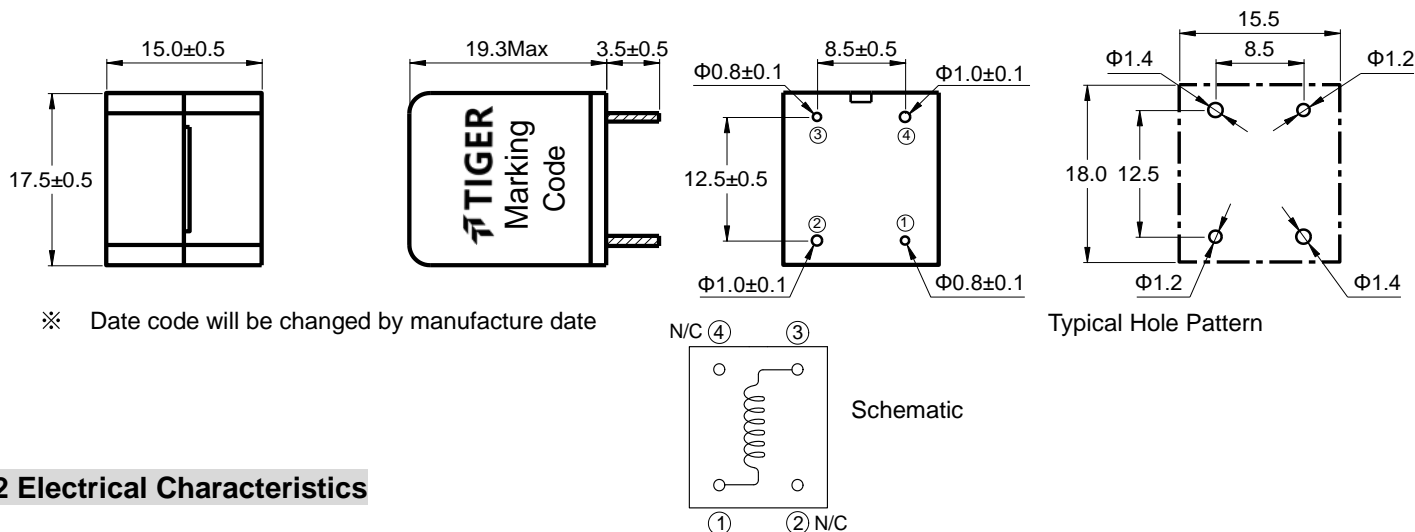 15.0±0.5
17.5±0.5
19.3Max
3.5±0.5
TIGER
Marking
Code
8.5±0.5
Φ0.8±0.1
Φ1.0±0.1
③
④
12.5±0.5
②
①
Φ1.0±0.1
Φ0.8±0.1
15.5
8.5
Φ1.4
Φ1.2
18.0
12.5
Φ1.2
Φ1.4
※ Date code will be changed by manufacture date
Typical Hole Pattern
N/C ④ ③
Schematic
① ② N/C
2 Electrical Characteristics